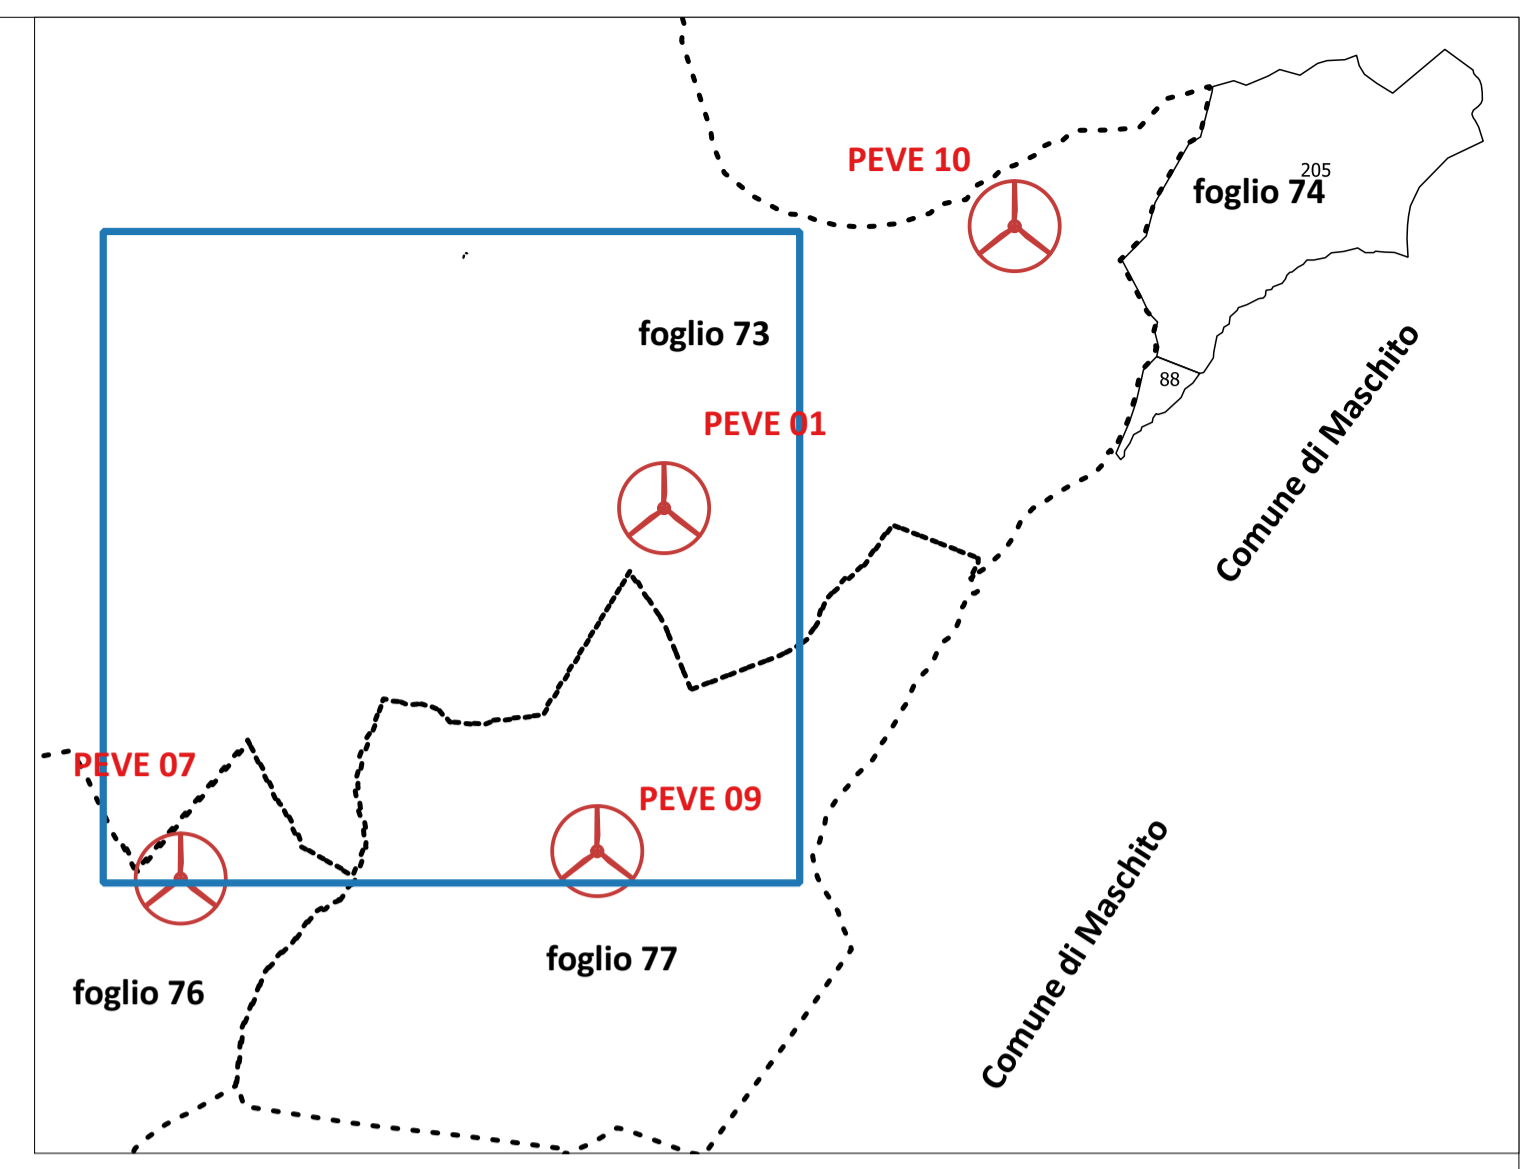 PEVE 10
205
foglio 74
foglio 73
88
PEVE 01
Comune di Maschito
PEVE 07
PEVE 09
foglio 77
foglio 76
Comune di Maschito